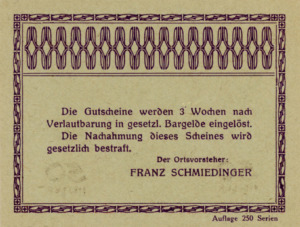 Die Gutscheine werden 3 Wochen nach
Verlautbarung in gesetzl. Bargelde eingelöst.
Die Nachahmung dieses Scheines wird
gesetzlich bestraft.
Der Ortsvorsteher:
FRANZ SCHMIEDINGER
Auflage 250 Serien